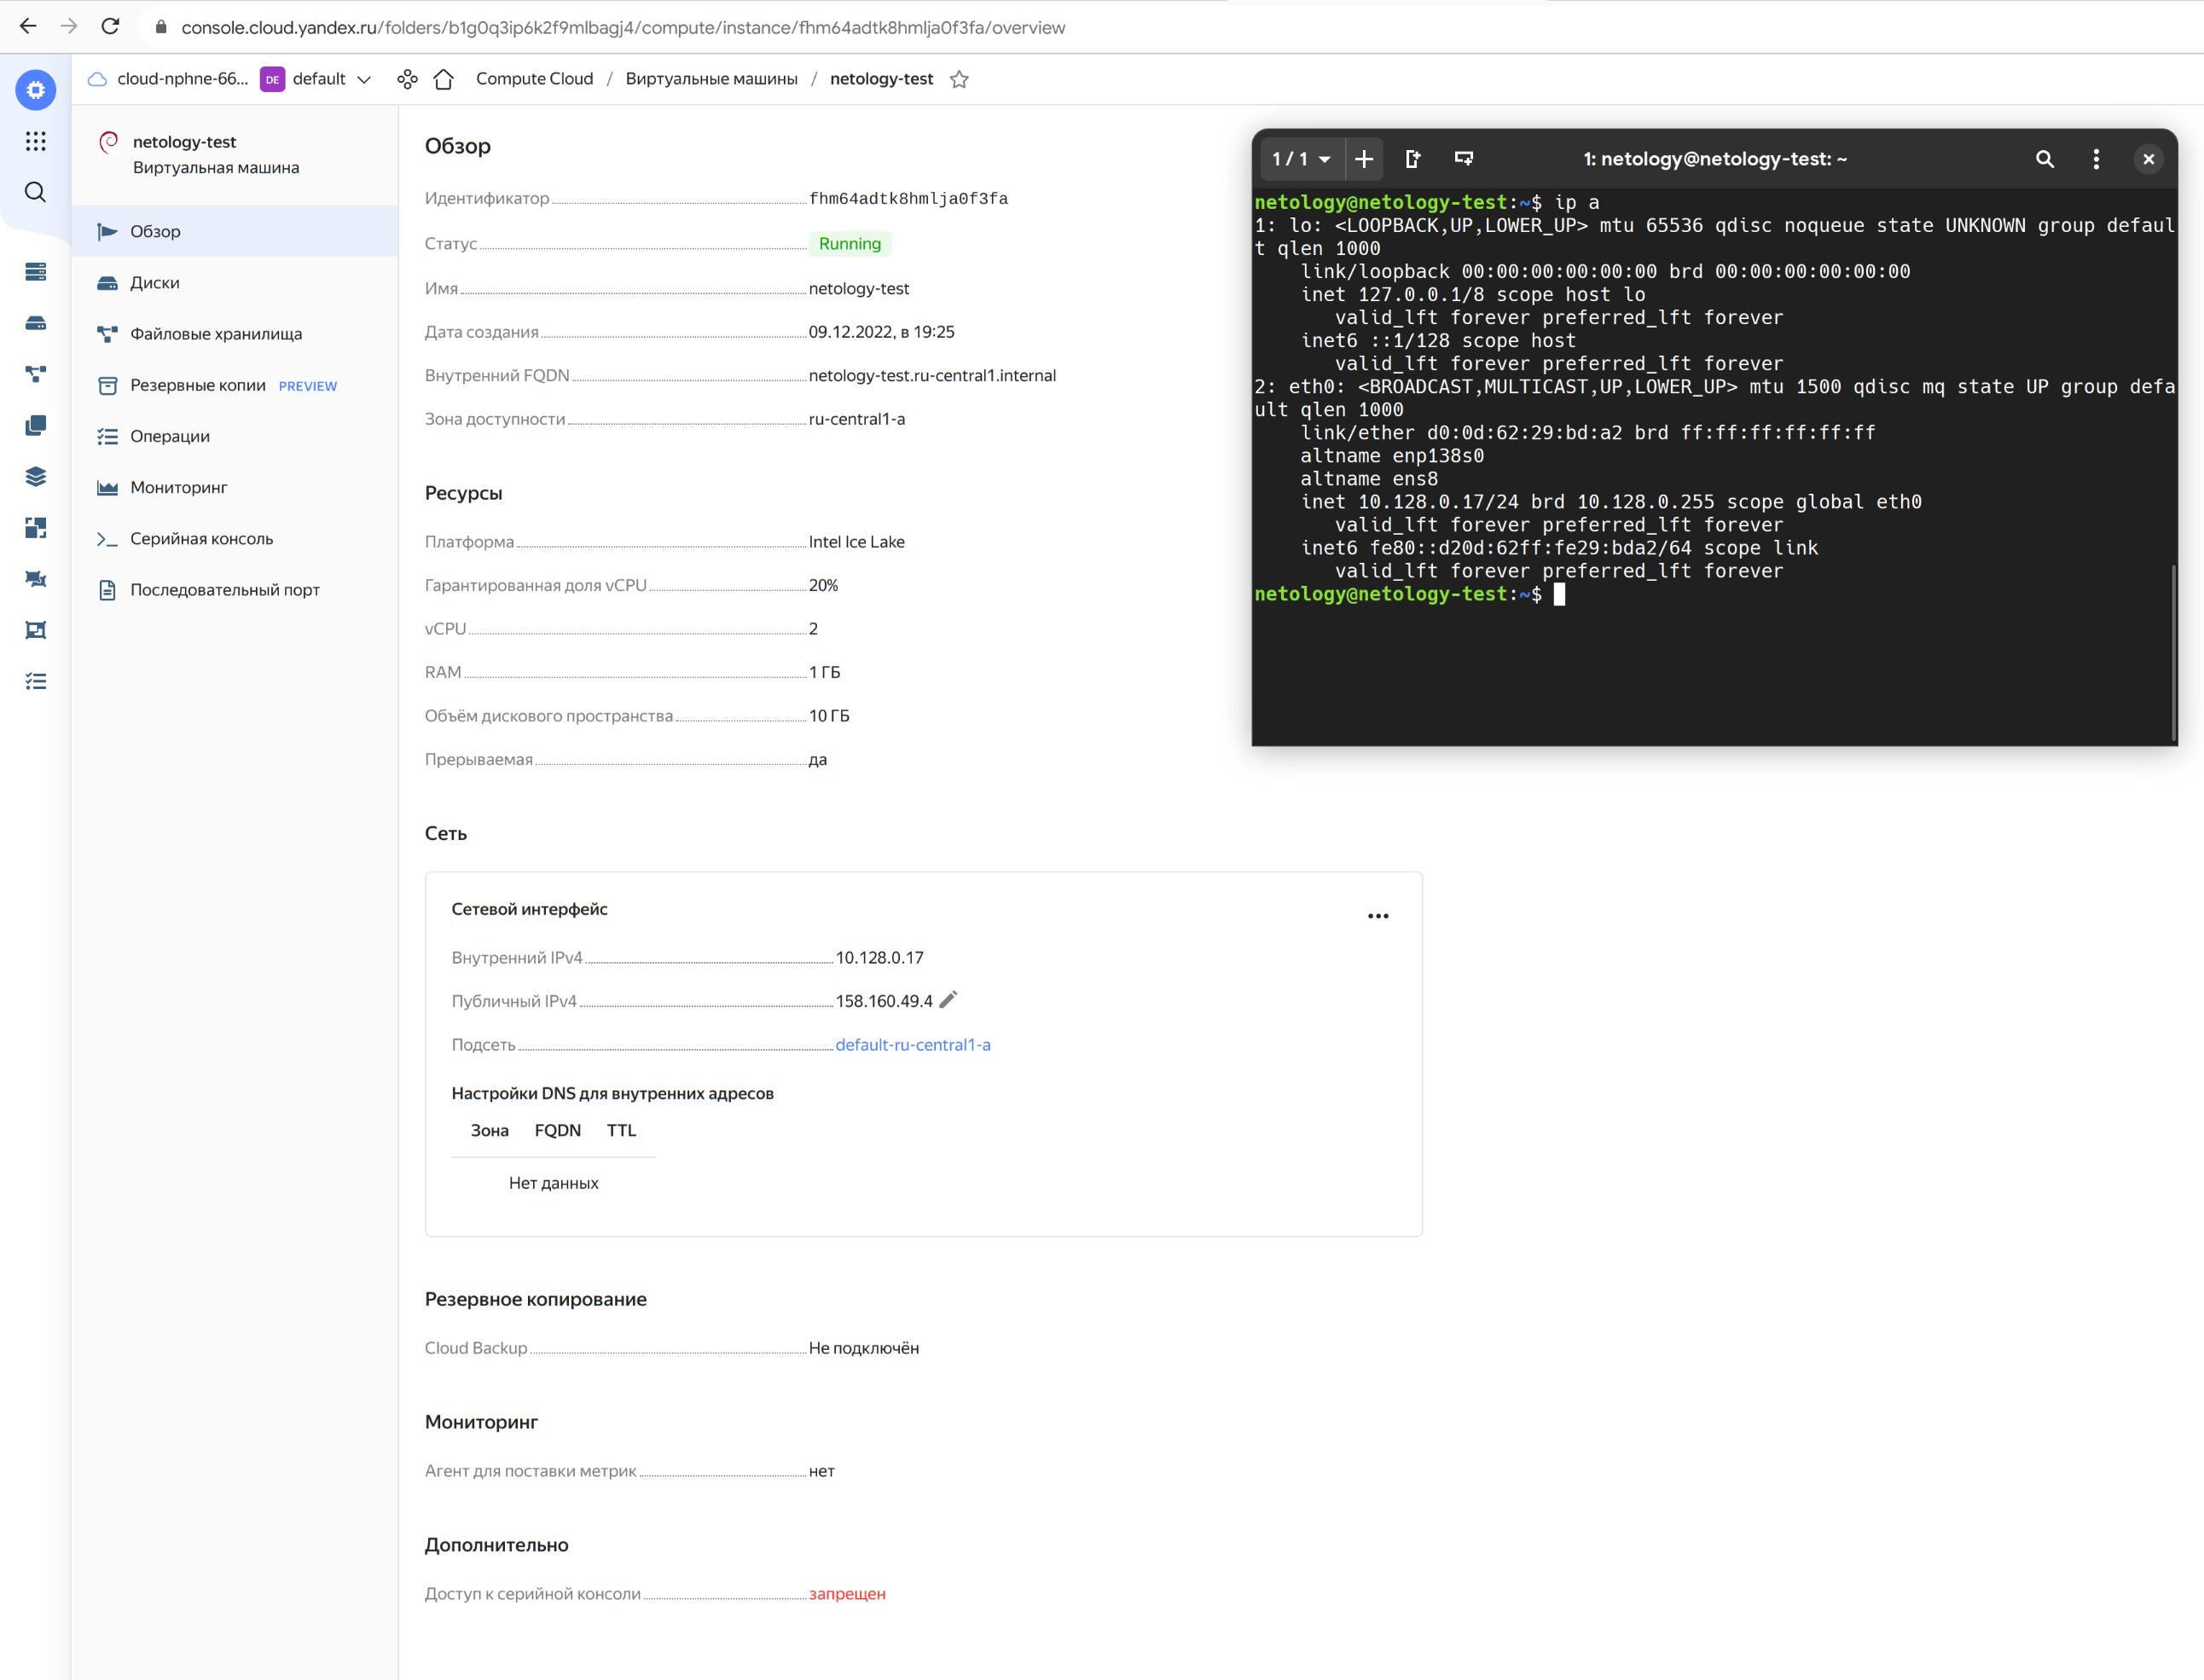 console.cloud.yandex.ru/folders/b1g0q3ip6k2f9mlbagj4/compute/instance/fhm64adtk8hmlja0f3fa/overview
cloud-nphne-66... DE default Compute Cloud / Виртуальные машины / netology-test
netology-test
Виртуальная машина
Обзор
Диски
Файловые хранилища
Резервные копии PREVIEW
Операции
Мониторинг
Серийная консоль
Последовательный порт
Обзор
Идентификатор fhm64adtk8hmlja0f3fa
Статус Running
Имя netology-test
Дата создания 09.12.2022, в 19:25
Внутренний FQDN netology-test.ru-central1.internal
Зона доступности ru-central1-a
Ресурсы
Платформа Intel Ice Lake
Гарантированная доля vCPU 20%
vCPU 2
RAM 1 ГБ
Объём дискового пространства 10 ГБ
Прерываемая да
Сеть
Сетевой интерфейс
Внутренний IPv4 10.128.0.17
Публичный IPv4 158.160.49.4
Подсеть default-ru-central1-a
Настройки DNS для внутренних адресов
Зона FQDN TTL
Нет данных
Резервное копирование
Cloud Backup Не подключён
Мониторинг
Агент для поставки метрик нет
Дополнительно
Доступ к серийной консоли запрещен
1 / 1 1: netology@netology-test: ~
netology@netology-test:~$ ip a
1: lo: <LOOPBACK,UP,LOWER_UP> mtu 65536 qdisc noqueue state UNKNOWN group defaul
t qlen 1000
link/loopback 00:00:00:00:00:00 brd 00:00:00:00:00:00
inet 127.0.0.1/8 scope host lo
valid_lft forever preferred_lft forever
inet6 ::1/128 scope host
valid_lft forever preferred_lft forever
2: eth0: <BROADCAST,MULTICAST,UP,LOWER_UP> mtu 1500 qdisc mq state UP group defa
ult qlen 1000
link/ether d0:0d:62:29:bd:a2 brd ff:ff:ff:ff:ff:ff
altname enp138s0
altname ens8
inet 10.128.0.17/24 brd 10.128.0.255 scope global eth0
valid_lft forever preferred_lft forever
inet6 fe80::d20d:62ff:fe29:bda2/64 scope link
valid_lft forever preferred_lft forever
netology@netology-test:~$